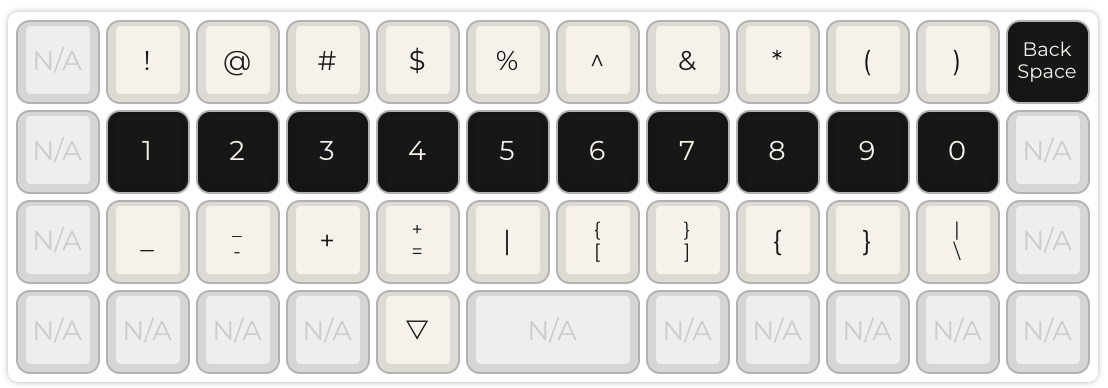 N/A ! @ # $ % ^ & * ( ) Back Space
N/A 1 2 3 4 5 6 7 8 9 0 N/A
N/A _ _ - + + = | { [ } ] { } | \ N/A
N/A N/A N/A N/A ▽ N/A N/A N/A N/A N/A N/A